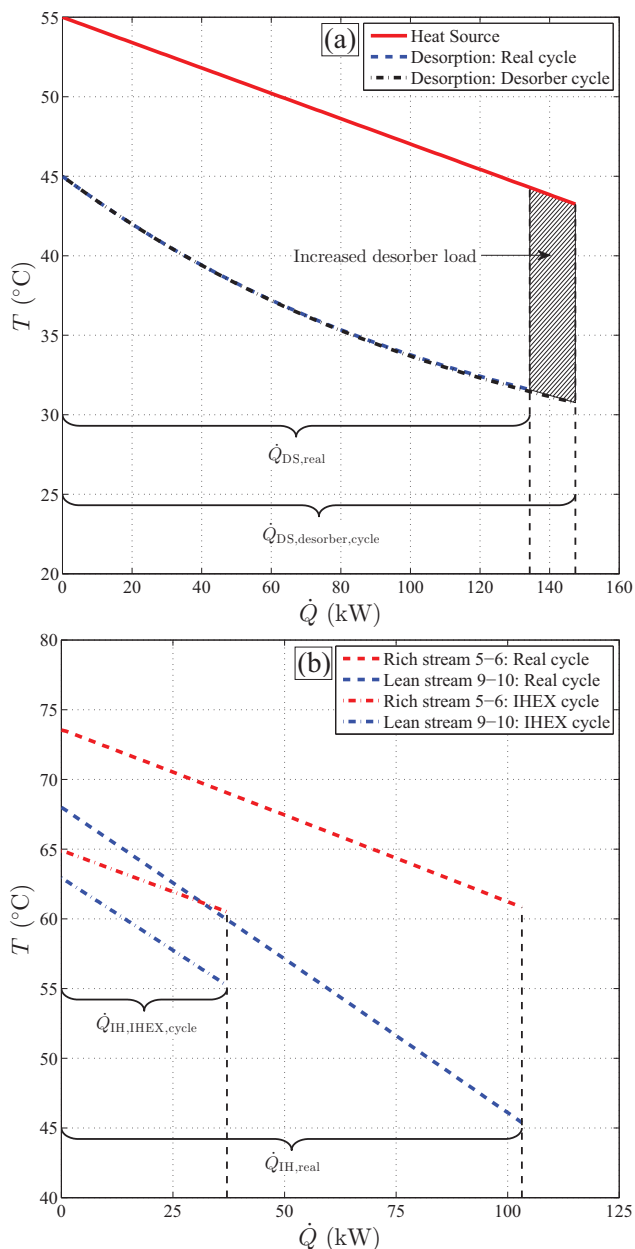 (a)
Heat Source
Desorption: Real cycle
Desorption: Desorber cycle
55
50
45
40
35
30
25
20
T (°C)
Increased desorber load
Q̇DS,real
Q̇DS,desorber,cycle
0 20 40 60 80 100 120 140 160
Q̇ (kW)
(b)
Rich stream 5−6: Real cycle
Lean stream 9−10: Real cycle
Rich stream 5−6: IHEX cycle
Lean stream 9−10: IHEX cycle
80
75
70
65
60
55
50
45
40
T (°C)
Q̇IH,IHEX,cycle
Q̇IH,real
0 25 50 75 100 125
Q̇ (kW)